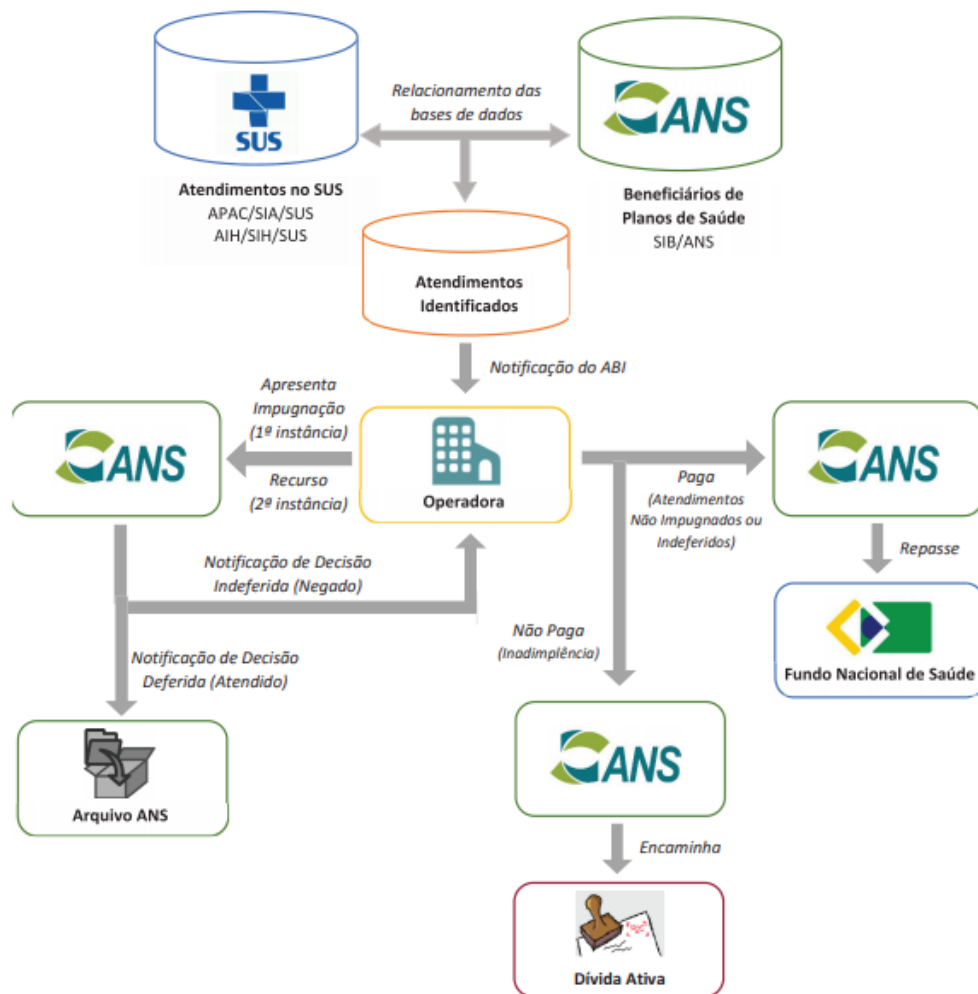 SUS
ANS
Relacionamento das
bases de dados
Atendimentos no SUS
APAC/SIA/SUS
AIH/SIH/SUS
Beneficiários de
Planos de Saúde
SIB/ANS
Atendimentos
Identificados
Notificação do ABI
Apresenta
Impugnação
(1ª instância)
ANS
Recurso
(2ª instância)
Operadora
Paga
(Atendimentos
Não Impugnados ou
Indeferidos)
ANS
Repasse
Fundo Nacional de Saúde
Notificação de Decisão
Indeferida (Negado)
Não Paga
(Inadimplência)
Notificação de Decisão
Deferida (Atendido)
Arquivo ANS
ANS
Encaminha
Dívida Ativa